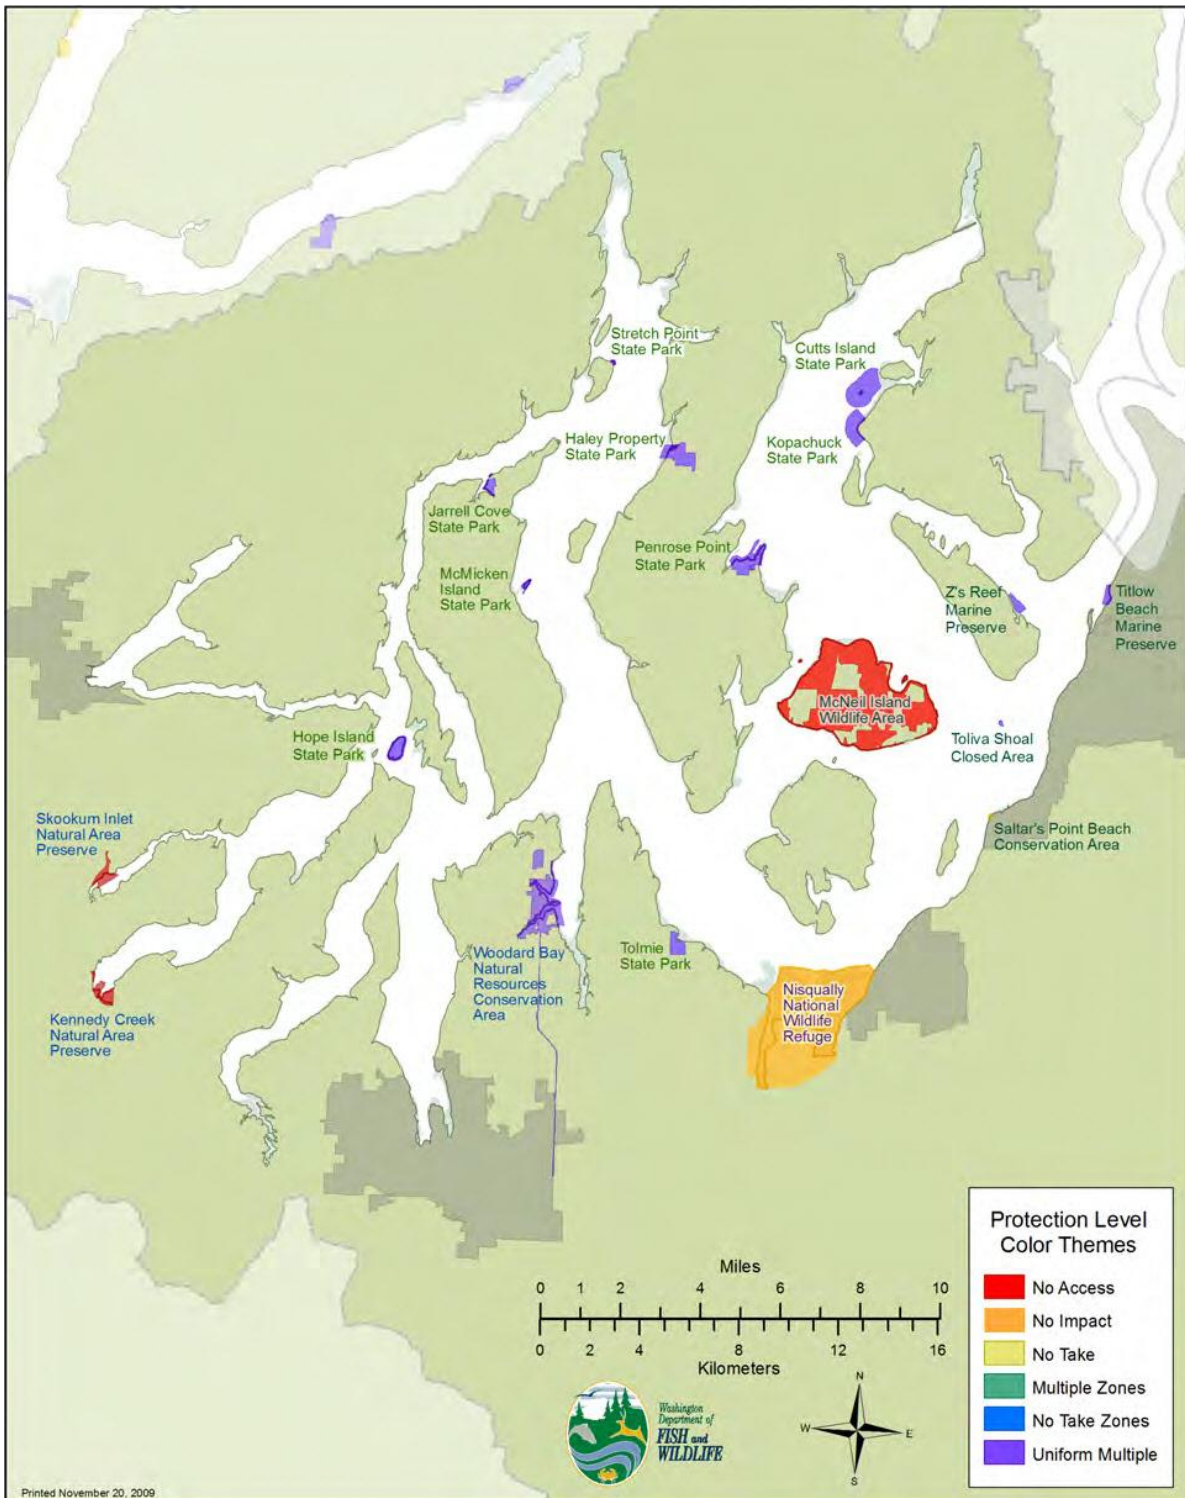 Stretch Point
State Park
Cutts Island
State Park
Haley Property
State Park
Kopachuck
State Park
Jarrell Cove
State Park
Penrose Point
State Park
McMicken
Island
State Park
Z's Reef
Marine
Preserve
Titlow
Beach
Marine
Preserve
McNeil Island
Wildlife Area
Hope Island
State Park
Toliva Shoal
Closed Area
Skookum Inlet
Natural Area
Preserve
Saltar's Point Beach
Conservation Area
Woodard Bay
Natural
Resources
Conservation
Area
Tolmie
State Park
Nisqually
National
Wildlife
Refuge
Kennedy Creek
Natural Area
Preserve
Protection Level
Color Themes
No Access
No Impact
No Take
Multiple Zones
No Take Zones
Uniform Multiple
Miles
0 1 2 4 6 8 10
0 2 4 8 12 16
Kilometers
Washington
Department of
FISH and
WILDLIFE
N
W E
S
Printed November 20, 2009